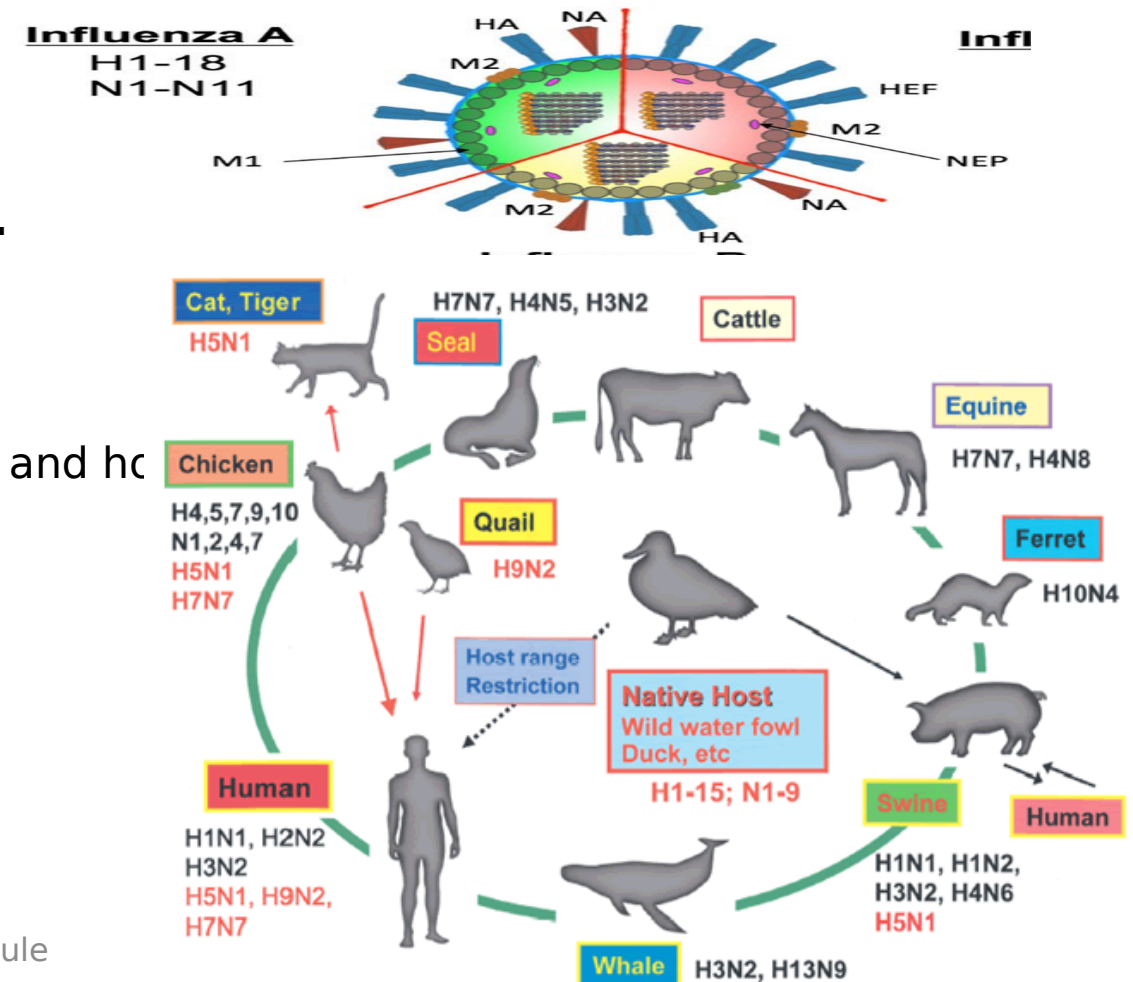 Influenza A
H1-18
N1-N11
HA
NA
M2
Infl
HEF
M2
M1
NEP
M2
NA
HA
Cat, Tiger
H5N1
H7N7, H4N5, H3N2
Seal
Cattle
Equine
H7N7, H4N8
and ho
Chicken
H4,5,7,9,10
N1,2,4,7
H5N1
H7N7
Quail
H9N2
Ferret
H10N4
Host range
Restriction
Native Host
Wild water fowl
Duck, etc
H1-15; N1-9
Human
H1N1, H2N2
H3N2
H5N1, H9N2,
H7N7
Swine
Human
H1N1, H1N2,
H3N2, H4N6
H5N1
ule
Whale
H3N2, H13N9